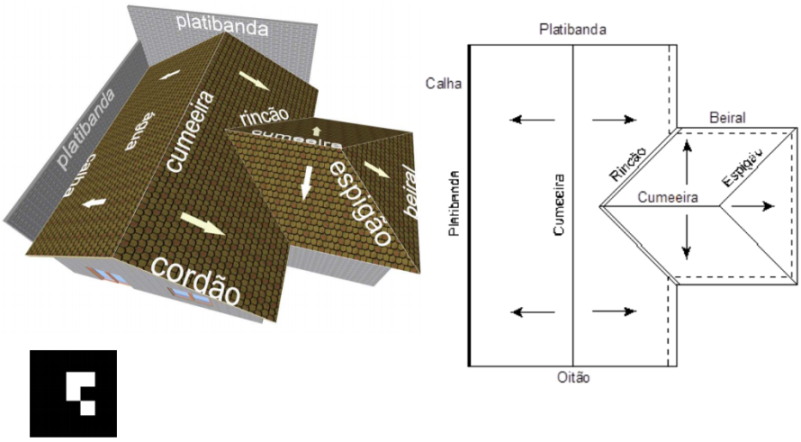 platibanda
platibanda
água
calha
cumeeira
rincão
cumeeira
espigão
beiral
cordão
Platibanda
Calha
Platibanda
Cumeeira
Rincão
Beiral
Cumeeira
Espigão
Oitão